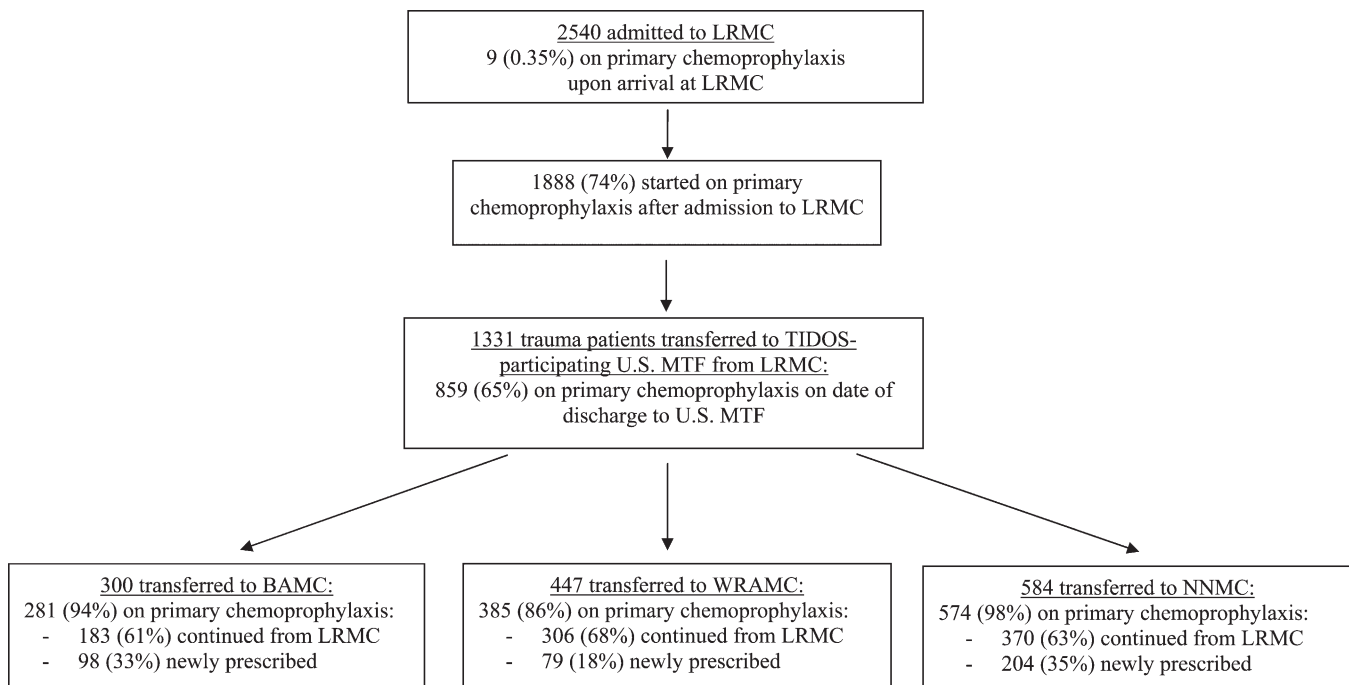 2540 admitted to LRMC
9 (0.35%) on primary chemoprophylaxis
upon arrival at LRMC
1888 (74%) started on primary
chemoprophylaxis after admission to LRMC
1331 trauma patients transferred to TIDOS-
participating U.S. MTF from LRMC:
859 (65%) on primary chemoprophylaxis on date of
discharge to U.S. MTF
300 transferred to BAMC:
281 (94%) on primary chemoprophylaxis:
- 183 (61%) continued from LRMC
- 98 (33%) newly prescribed
447 transferred to WRAMC:
385 (86%) on primary chemoprophylaxis:
- 306 (68%) continued from LRMC
- 79 (18%) newly prescribed
584 transferred to NNMC:
574 (98%) on primary chemoprophylaxis:
- 370 (63%) continued from LRMC
- 204 (35%) newly prescribed